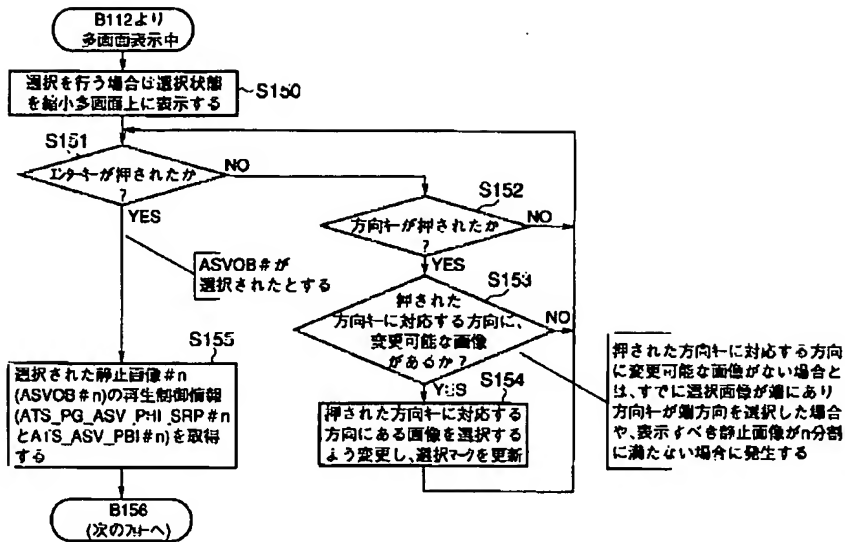 B112より
多画面表示中
選択を行う場合は選択状態
を縮小多画面上に表示する
S150
S151
エンターキーが押されたか
?
NO
YES
S152
方向キーが押されたか
?
NO
YES
ASVOB#が
選択されたとする
S153
押された
方向キーに対応する方向に、
変更可能な画像
があるか?
NO
YES
S154
押された方向キーに対応する
方向にある画像を選択する
よう変更し、選択マークを更新
押された方向キーに対応する方向
に変更可能な画像がない場合と
は、すでに選択画像が端にあり
方向キーが端方向を選択した場合
や、表示すべき静止画像がn分割
に満たない場合に発生する
S155
選択された静止画像#n
(ASVOB#n)の再生制御情報
(ATS_PG_ASV_PHI_SRP#n
とATS_ASV_PBI#n)を取得
する
B156
(次のフローへ)